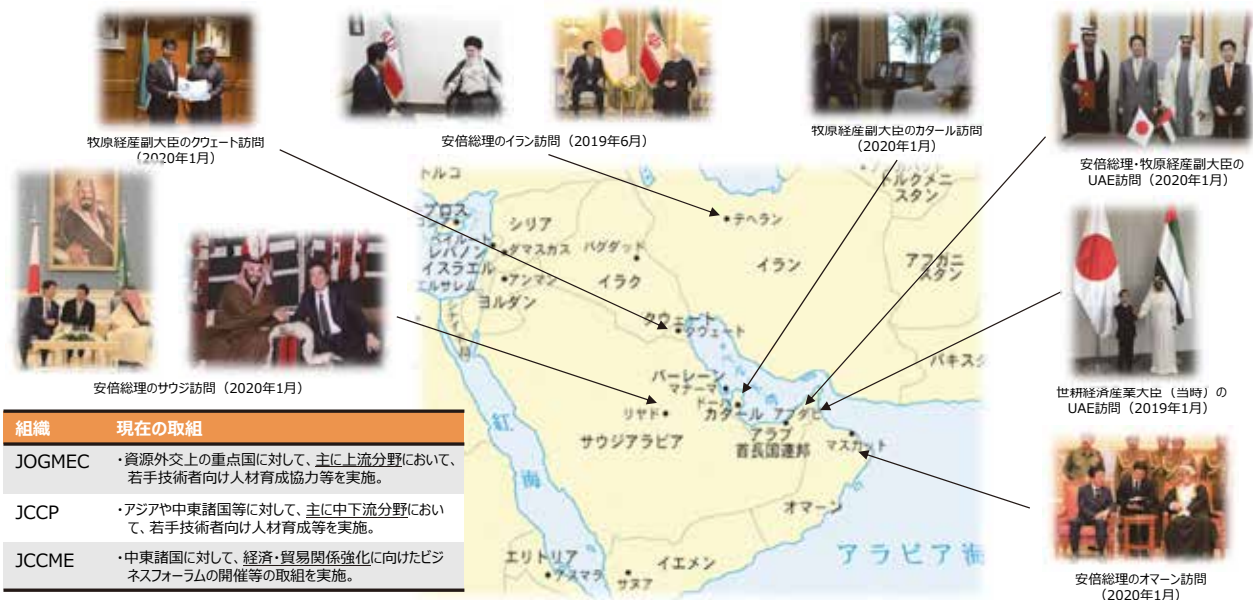 牧原経産副大臣のクウェート訪問
(2020年1月)
安倍総理のイラン訪問(2019年6月)
牧原経産副大臣のカタール訪問
(2020年1月)
安倍総理・牧原経産副大臣の
UAE訪問(2020年1月)
安倍総理のサウジ訪問(2020年1月)
世耕経済産業大臣(当時)の
UAE訪問(2019年1月)
安倍総理のオマーン訪問
(2020年1月)
トルコ
トルクメニ
スタン
シリア
テヘラン
ベイルート
レバノン
ダマスカス
バグダッド
イスラエル
エルサレム
アンマン
イラク
イラン
アフガニ
スタン
ヨルダン
クウェート
バーレーン
マナーマ
ドーハ
カタール
アブダビ
リヤド
サウジアラビア
アラブ
首長国連邦
マスカット
紅
海
オマーン
エリトリア
アスマラ
サヌア
イエメン
アラビア海
組織 現在の取組
JOGMEC ・資源外交上の重点国に対して、主に上流分野において、
若手技術者向け人材育成協力等を実施。
JCCP ・アジアや中東諸国等に対して、主に中下流分野におい
て、若手技術者向け人材育成等を実施。
JCCME ・中東諸国に対して、経済・貿易関係強化に向けたビジ
ネスフォーラムの開催等の取組を実施。